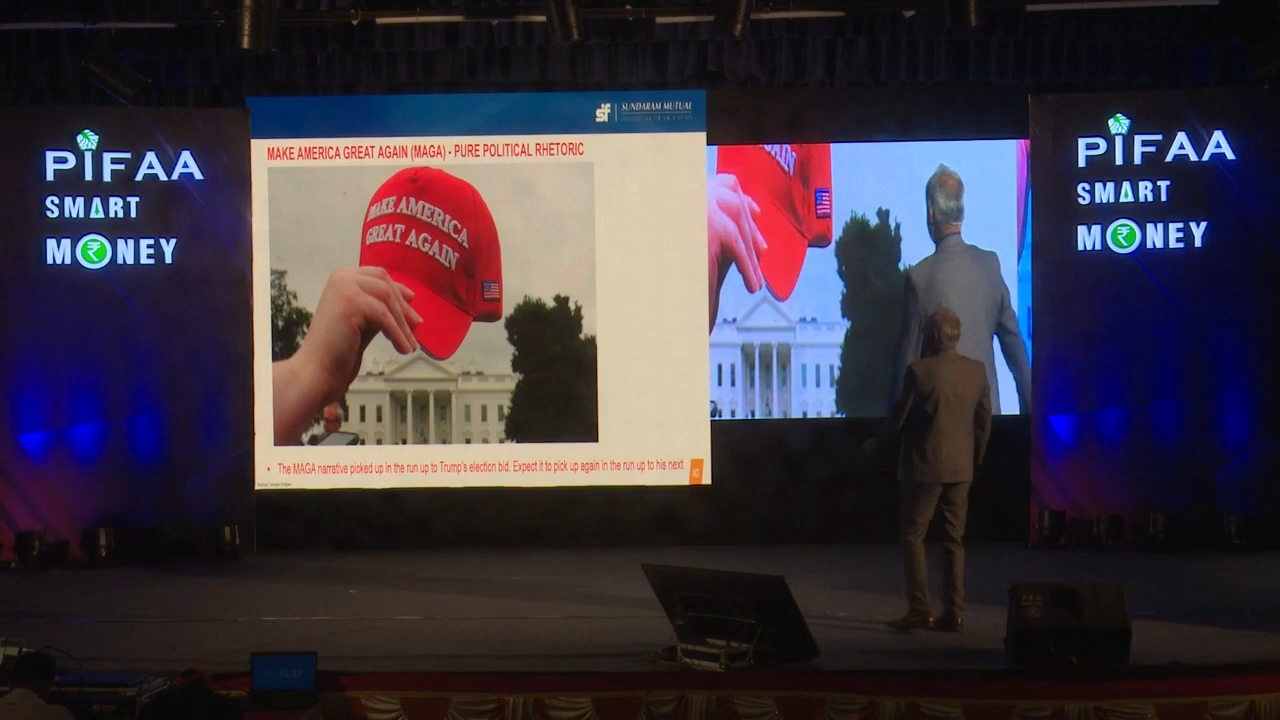 PIFAA
SMART
MONEY
SUNDARAM MUTUAL
MAKE AMERICA GREAT AGAIN (MAGA) - PURE POLITICAL RHETORIC
MAKE AMERICA
GREAT AGAIN
• The MAGA narrative picked up in the run up to Trump's election bid. Expect it to pick up again in the run up to his next
40
AGAIN
PIFAA
SMART
MONEY